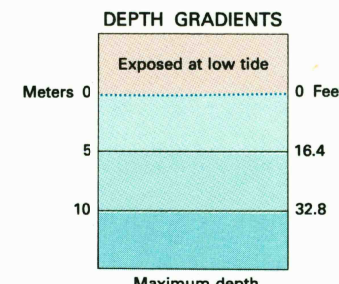 DEPTH GRADIENTS
Exposed at low tide
Meters 0 0 Fee
5 16.4
10 32.8
Maximum depth